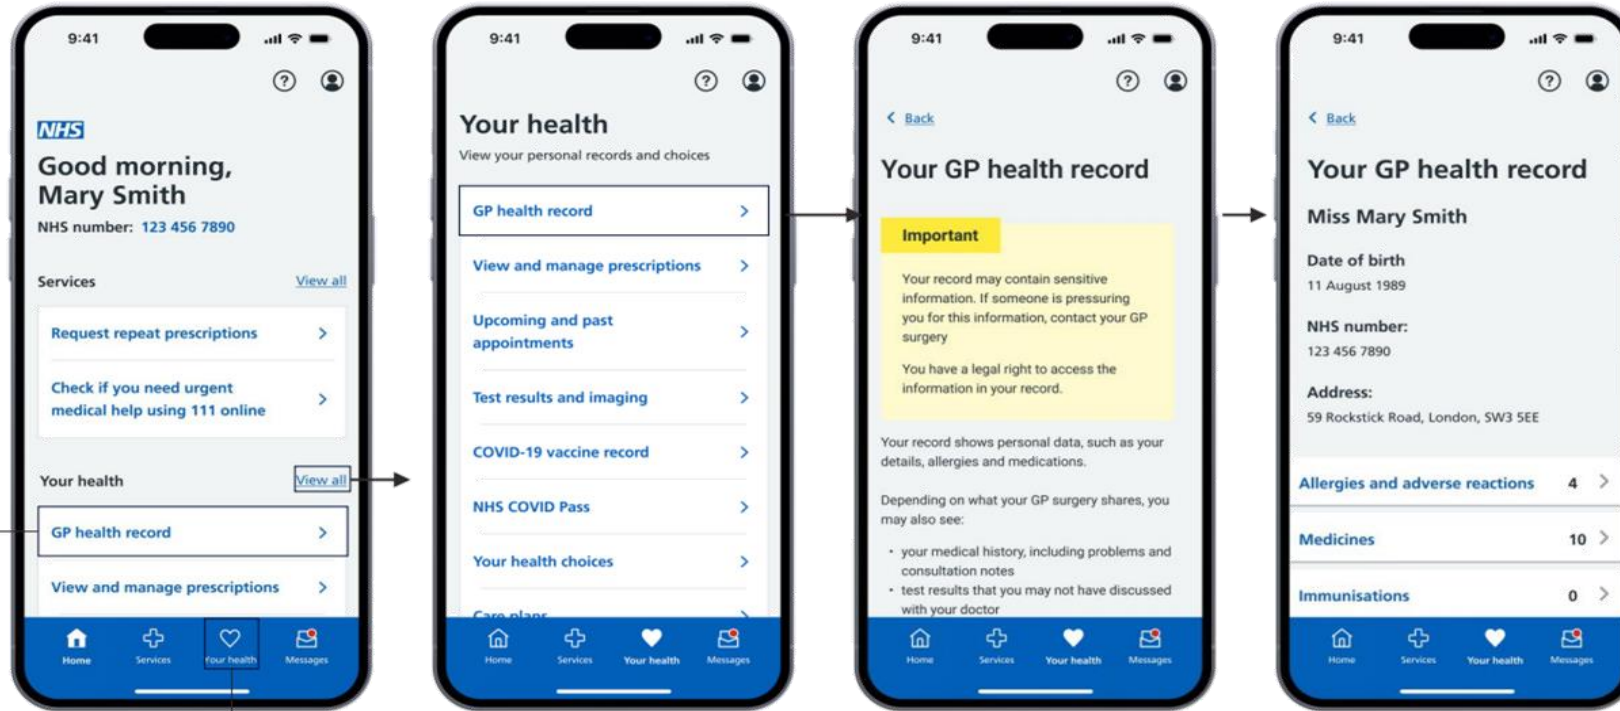 9:41
NHS
Good morning,
Mary Smith
NHS number: 123 456 7890
Services View all
Request repeat prescriptions
Check if you need urgent
medical help using 111 online
Your health View all
GP health record
View and manage prescriptions
Home Services Your health Messages
9:41
Your health
View your personal records and choices
GP health record
View and manage prescriptions
Upcoming and past
appointments
Test results and imaging
COVID-19 vaccine record
NHS COVID Pass
Your health choices
Care plans
Home Services Your health Messages
9:41
Back
Your GP health record
Important
Your record may contain sensitive
information. If someone is pressuring
you for this information, contact your GP
surgery
You have a legal right to access the
information in your record.
Your record shows personal data, such as your
details, allergies and medications.
Depending on what your GP surgery shares, you
may also see:
• your medical history, including problems and
consultation notes
• test results that you may not have discussed
with your doctor
Home Services Your health Messages
9:41
Back
Your GP health record
Miss Mary Smith
Date of birth
11 August 1989
NHS number:
123 456 7890
Address:
59 Rockstick Road, London, SW3 5EE
Allergies and adverse reactions 4
Medicines 10
Immunisations 0
Home Services Your health Messages